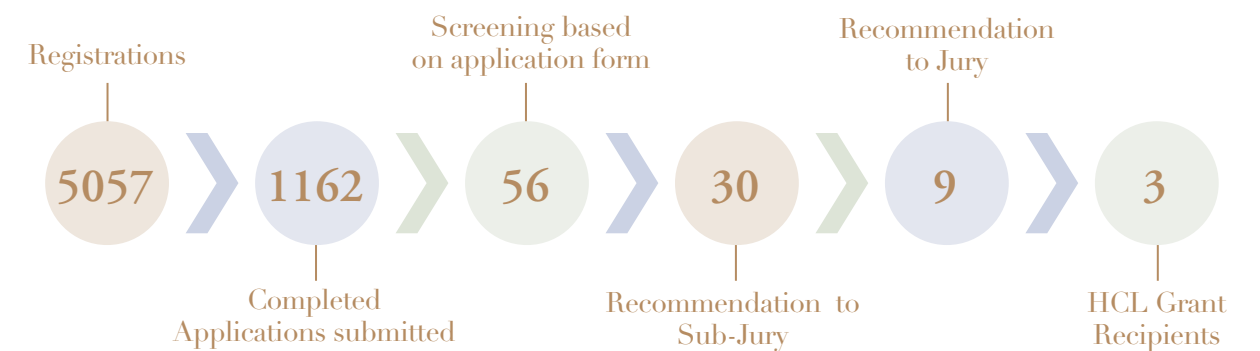 Registrations
5057
1162
Completed
Applications submitted
Screening based
on application form
56
30
Recommendation to
Sub-Jury
Recommendation
to Jury
9
3
HCL Grant
Recipients